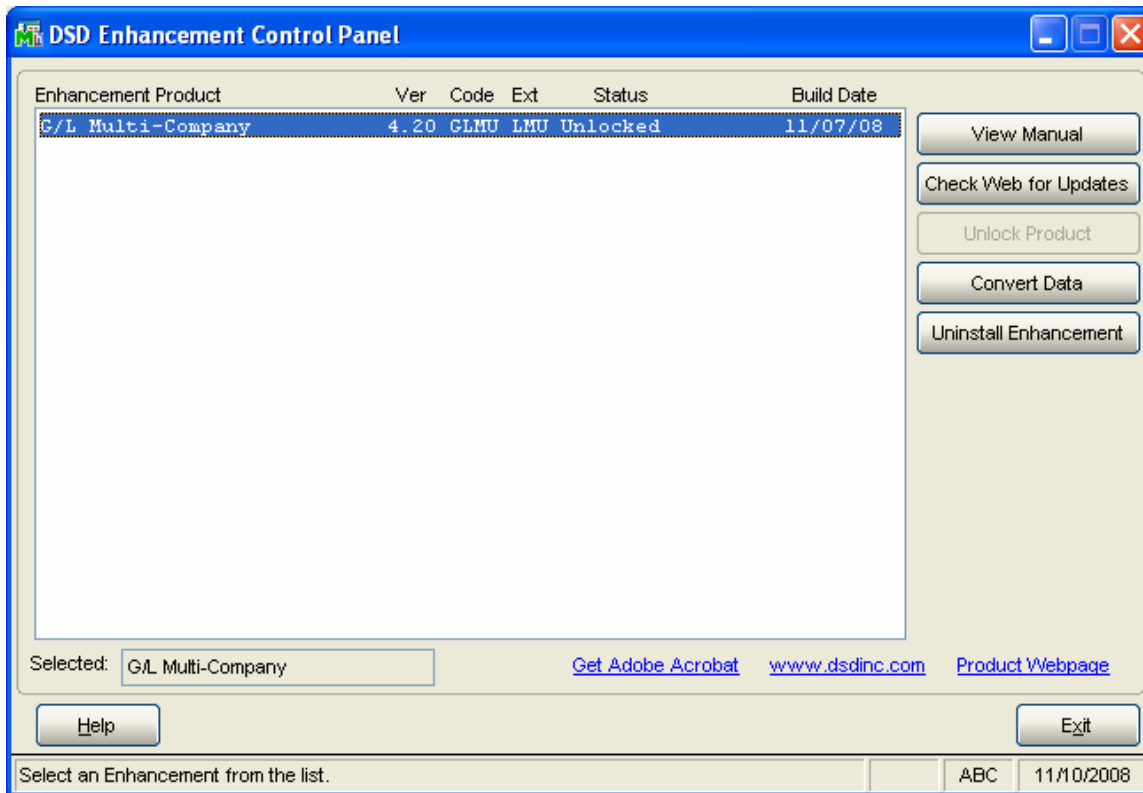 DSD Enhancement Control Panel
Enhancement Product Ver Code Ext Status Build Date
G/L Multi-Company 4.20 GLMU LMU Unlocked 11/07/08
View Manual
Check Web for Updates
Unlock Product
Convert Data
Uninstall Enhancement
Selected: G/L Multi-Company Get Adobe Acrobat www.dsdinc.com Product Webpage
Help Exit
Select an Enhancement from the list. ABC 11/10/2008